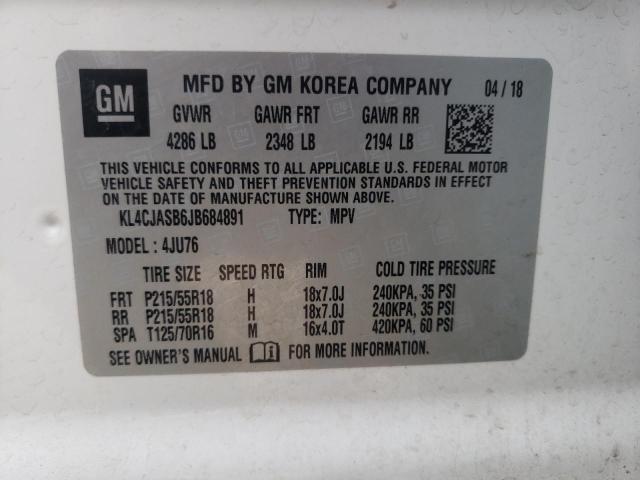 GM MFD BY GM KOREA COMPANY 04 / 18
GVWR GAWR FRT GAWR RR
4286 LB 2348 LB 2194 LB
THIS VEHICLE CONFORMS TO ALL APPLICABLE U.S. FEDERAL MOTOR
VEHICLE SAFETY AND THEFT PREVENTION STANDARDS IN EFFECT
ON THE DATE OF MANUFACTURE SHOWN ABOVE.
KL4CJASB6JB684891 TYPE: MPV
MODEL : 4JU76
TIRE SIZE SPEED RTG RIM COLD TIRE PRESSURE
FRT P215/55R18 H 18x7.0J 240KPA, 35 PSI
RR P215/55R18 H 18x7.0J 240KPA, 35 PSI
SPA T125/70R16 M 16x4.0T 420KPA, 60 PSI
SEE OWNER'S MANUAL FOR MORE INFORMATION.